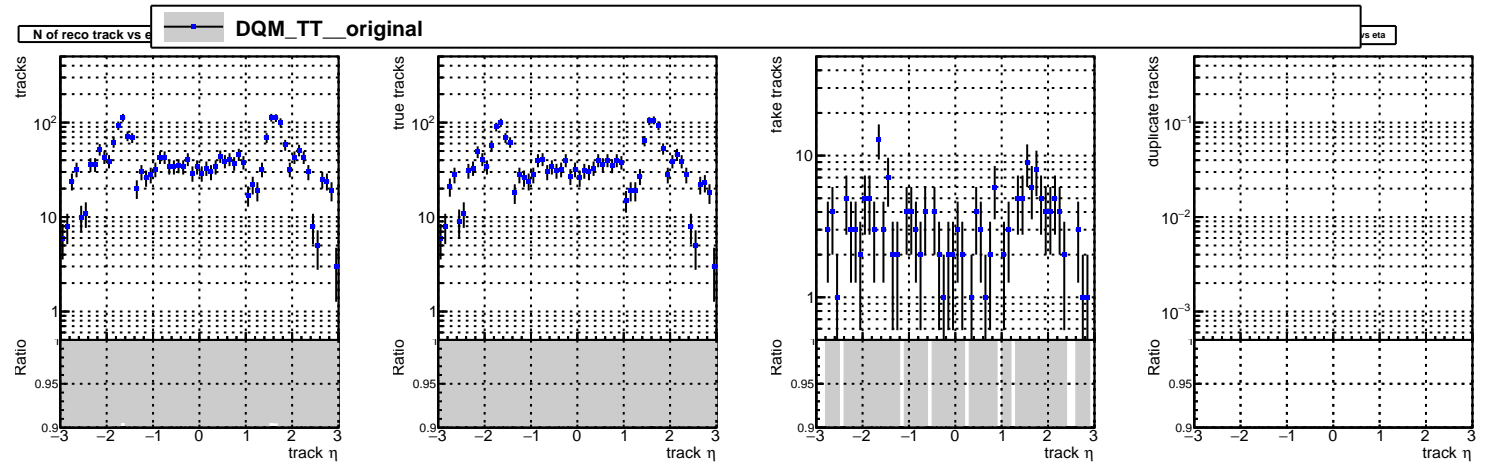 DQM_TT__original
N of reco track vs e
vs eta
tracks
10²
10
1
Ratio
1
0.95
0.9
−3 −2 −1 0 1 2 3
track η
true tracks
10²
10
1
Ratio
1
0.95
0.9
−3 −2 −1 0 1 2 3
track η
fake tracks
10
1
Ratio
1
0.95
0.9
−3 −2 −1 0 1 2 3
track η
duplicate tracks
10⁻¹
10⁻²
10⁻³
Ratio
1
0.95
0.9
−3 −2 −1 0 1 2 3
track η